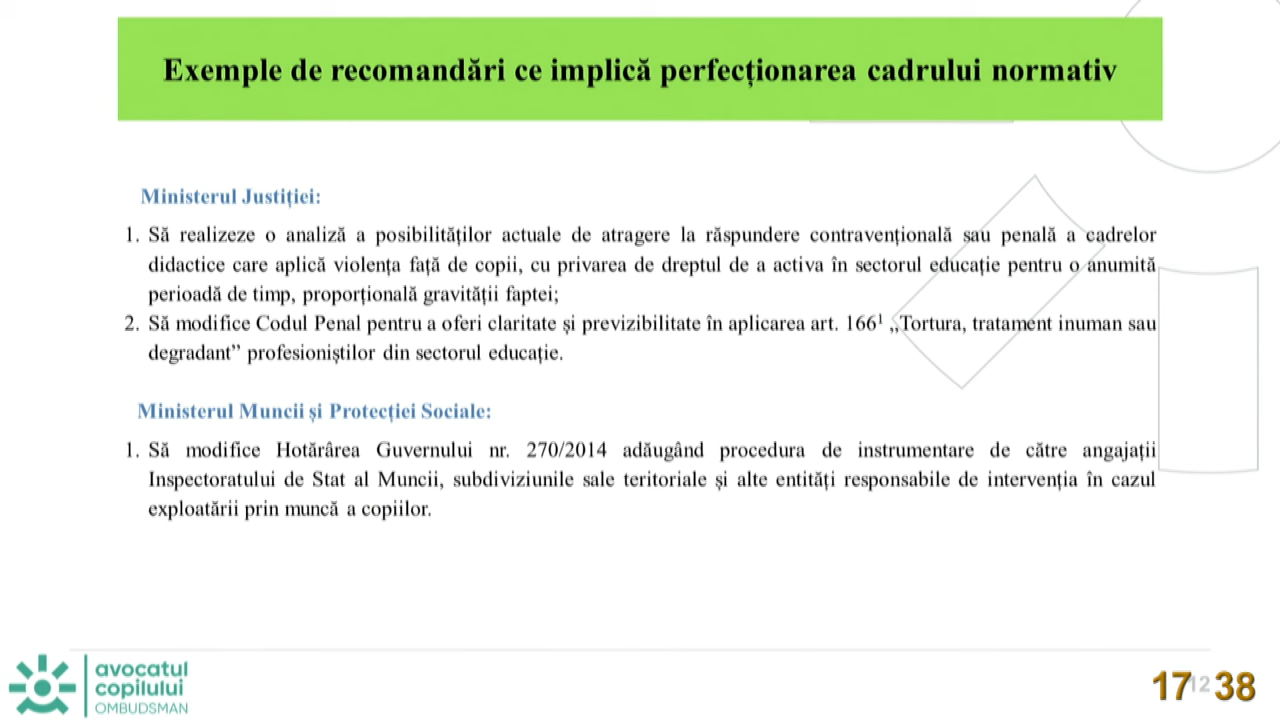 Exemple de recomandări ce implică perfecționarea cadrului normativ
Ministerul Justiției:
1. Să realizeze o analiză a posibilităților actuale de atragere la răspundere contravențională sau penală a cadrelor
didactice care aplică violența față de copii, cu privarea de dreptul de a activa în sectorul educație pentru o anumită
perioadă de timp, proporțională gravității faptei;
2. Să modifice Codul Penal pentru a oferi claritate și previzibilitate în aplicarea art. 166¹ ,,Tortura, tratament inuman sau
degradant” profesioniștilor din sectorul educație.
Ministerul Muncii și Protecției Sociale:
1. Să modifice Hotărârea Guvernului nr. 270/2014 adăugând procedura de instrumentare de către angajații
Inspectoratului de Stat al Muncii, subdiviziunile sale teritoriale și alte entități responsabile de intervenția în cazul
exploatării prin muncă a copiilor.
avocatul
copilului
OMBUDSMAN
17 12 38